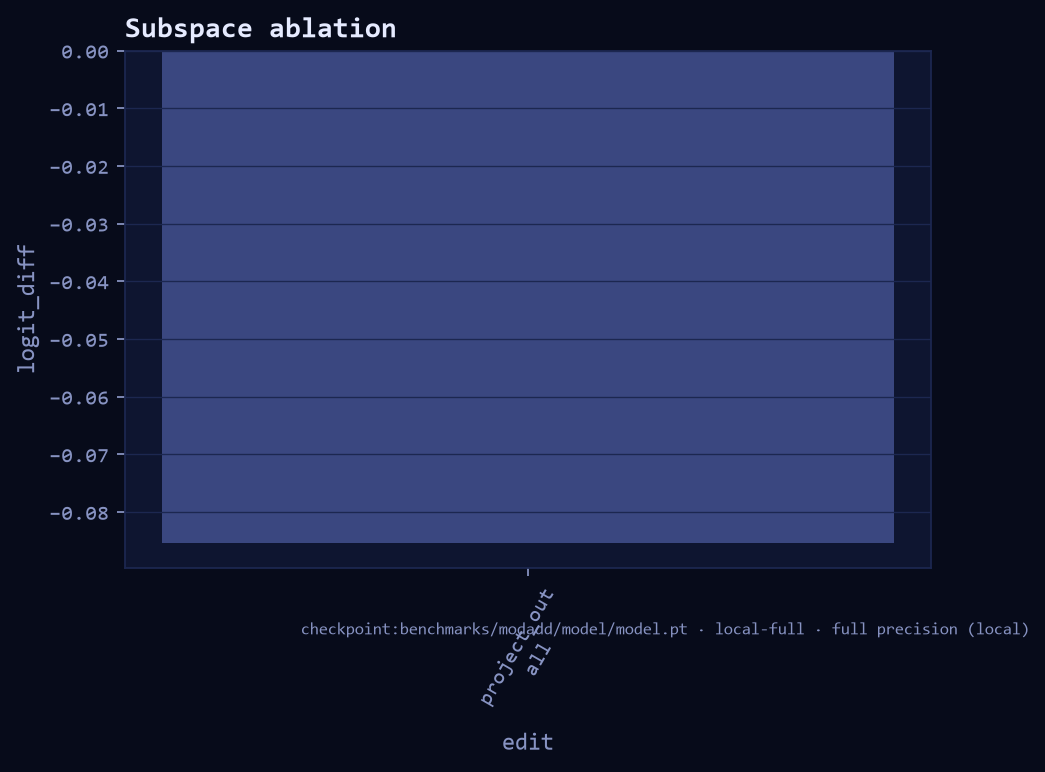 Subspace ablation
0.00
−0.01
−0.02
−0.03
−0.04
−0.05
−0.06
−0.07
−0.08
logit_diff
project_out
all
checkpoint:benchmarks/modadd/model/model.pt · local-full · full precision (local)
edit